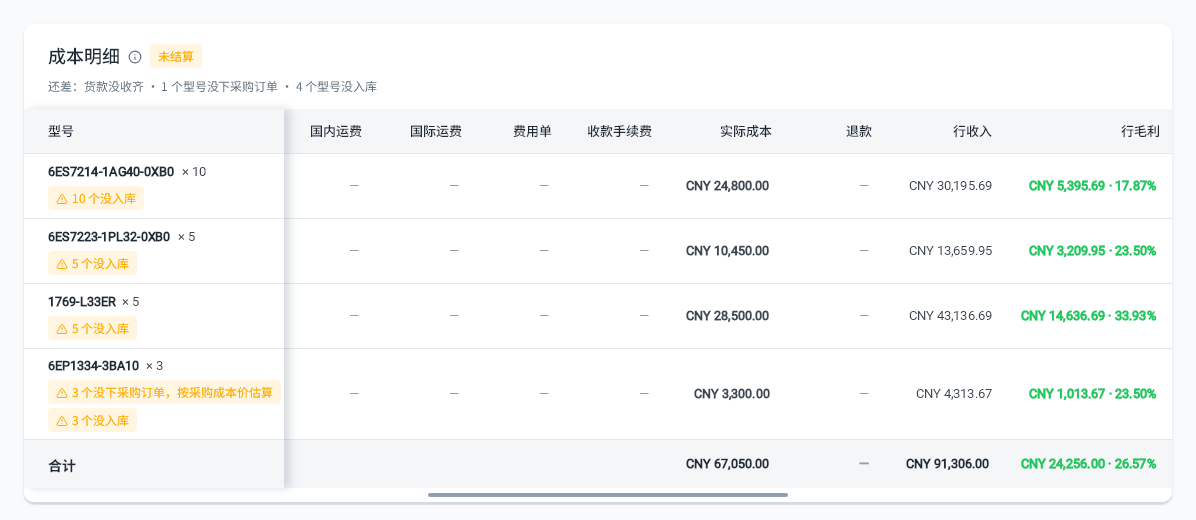 成本明细 未结算
还差：货款没收齐 · 1 个型号没下采购订单 · 4 个型号没入库
型号 国内运费 国际运费 费用单 收款手续费 实际成本 退款 行收入 行毛利
6ES7214-1AG40-0XB0 × 10
10 个没入库
— — — — CNY 24,800.00 — CNY 30,195.69 CNY 5,395.69 · 17.87%
6ES7223-1PL32-0XB0 × 5
5 个没入库
— — — — CNY 10,450.00 — CNY 13,659.95 CNY 3,209.95 · 23.50%
1769-L33ER × 5
5 个没入库
— — — — CNY 28,500.00 — CNY 43,136.69 CNY 14,636.69 · 33.93%
6EP1334-3BA10 × 3
3 个没下采购订单，按采购成本价估算
3 个没入库
— — — — CNY 3,300.00 — CNY 4,313.67 CNY 1,013.67 · 23.50%
合计 CNY 67,050.00 — CNY 91,306.00 CNY 24,256.00 · 26.57%